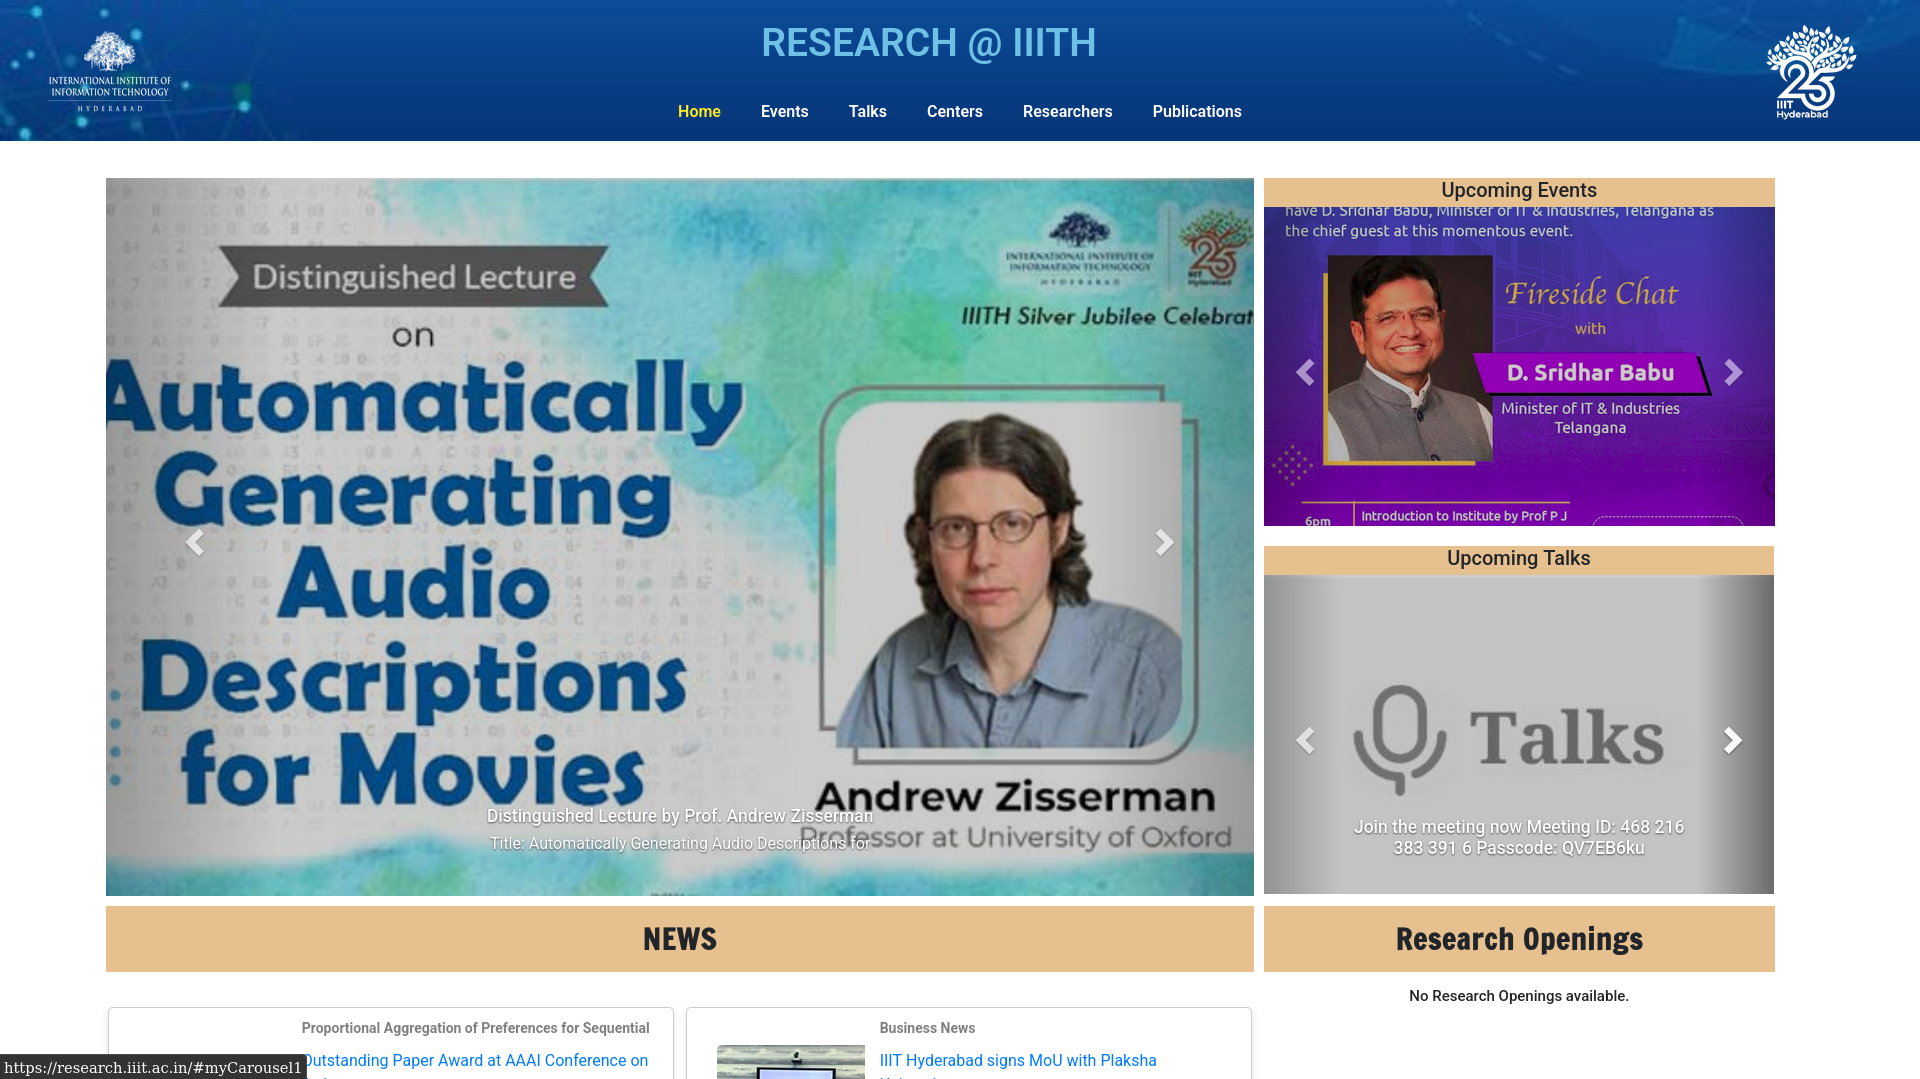 INTERNATIONAL INSTITUTE OF
INFORMATION TECHNOLOGY
HYDERABAD
RESEARCH @ IIITH
Home
Events
Talks
Centers
Researchers
Publications
25
IIIT
Hyderabad
Distinguished Lecture
on
Automatically
Generating
Audio
Descriptions
for Movies
INTERNATIONAL INSTITUTE OF
INFORMATION TECHNOLOGY
HYDERABAD
25
IIIT
Hyderabad
IIITH Silver Jubilee Celebrat
Andrew Zisserman
Professor at University of Oxford
Distinguished Lecture by Prof. Andrew Zisserman
Title: Automatically Generating Audio Descriptions for
Upcoming Events
have D. Sridhar Babu, Minister of IT & Industries, Telangana as
the chief guest at this momentous event.
Fireside Chat
with
D. Sridhar Babu
Minister of IT & Industries
Telangana
6pm
Introduction to Institute by Prof P J
Upcoming Talks
Talks
Join the meeting now Meeting ID: 468 216
383 391 6 Passcode: QV7EB6ku
NEWS
Research Openings
No Research Openings available.
Proportional Aggregation of Preferences for Sequential
Outstanding Paper Award at AAAI Conference on
Business News
IIIT Hyderabad signs MoU with Plaksha
https://research.iiit.ac.in/#myCarousel1